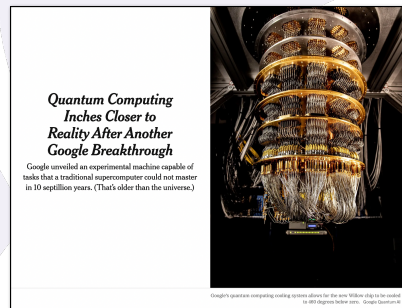 Quantum Computing
Inches Closer to
Reality After Another
Google Breakthrough
Google unveiled an experimental machine capable of
tasks that a traditional supercomputer could not master
in 10 septillion years. (That's older than the universe.)
Google's quantum computing cooling system allows for the new Willow chip to be cooled
to 460 degrees below zero. Google Quantum AI